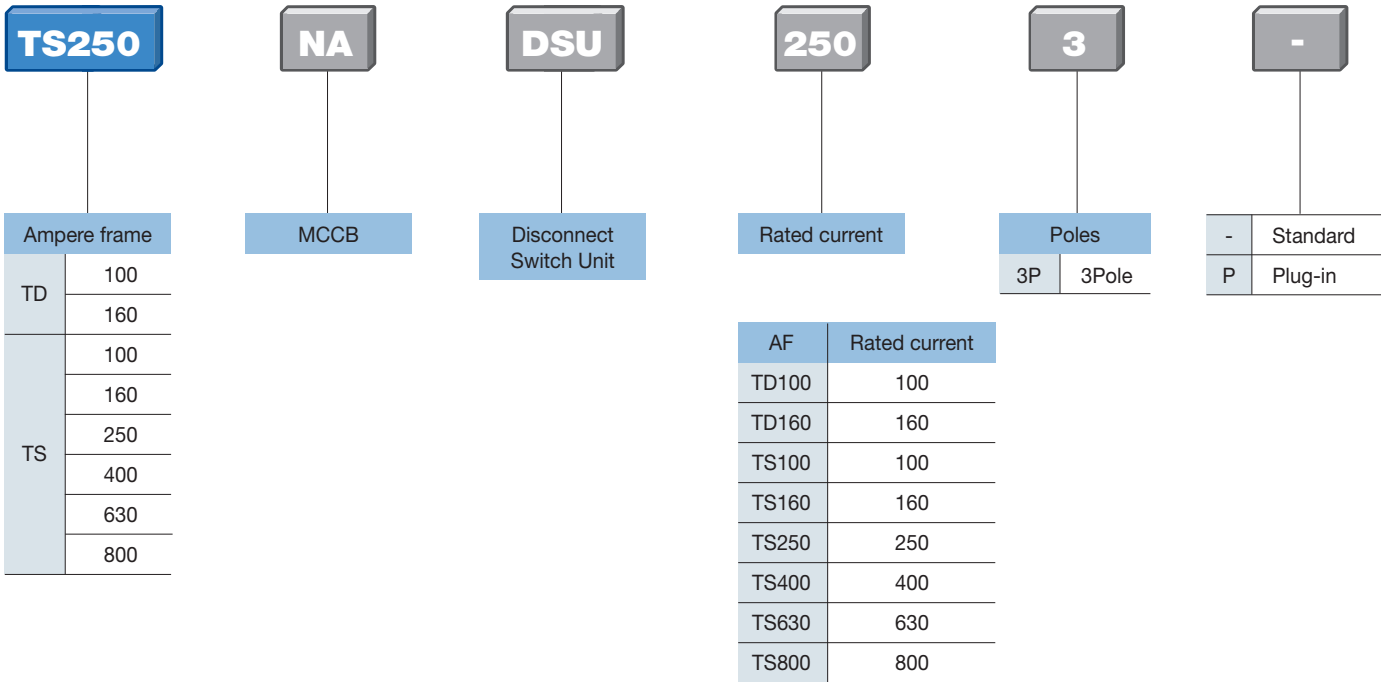 TS250 NA DSU 250 3 -
Ampere frame
TD
100
160
TS
100
160
250
400
630
800
MCCB
Disconnect
Switch Unit
Rated current
AF Rated current
TD100 100
TD160 160
TS100 100
TS160 160
TS250 250
TS400 400
TS630 630
TS800 800
Poles
3P 3Pole
- Standard
P Plug-in